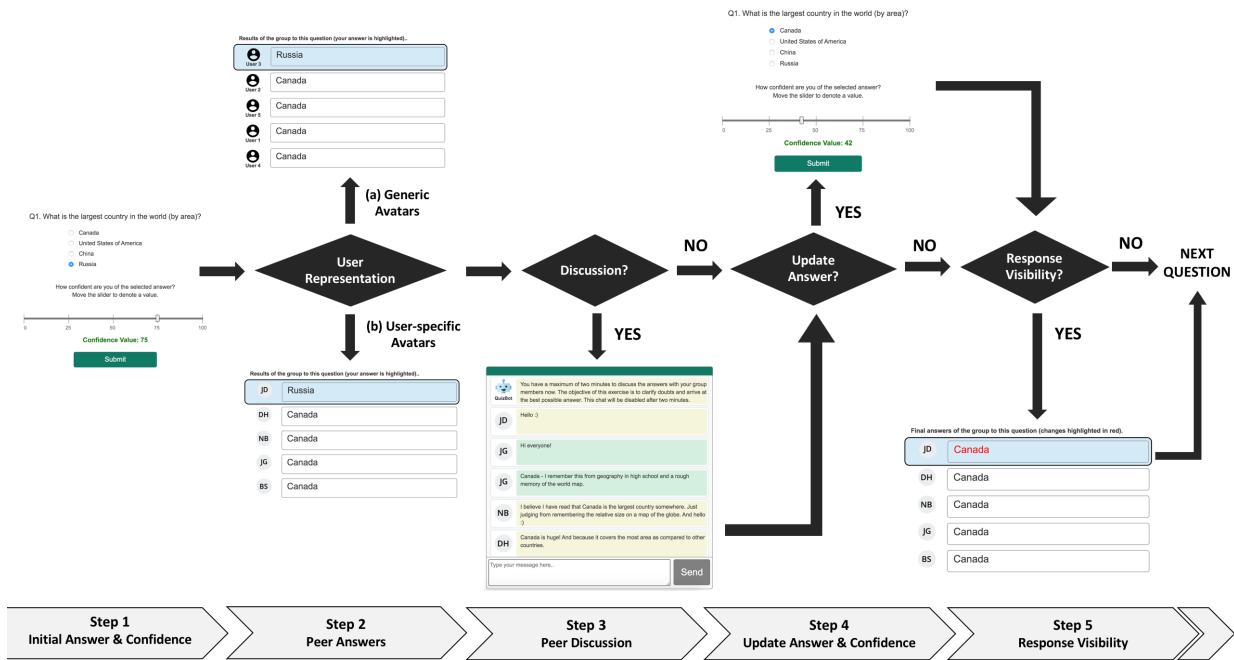 Q1. What is the largest country in the world (by area)?
Canada
United States of America
China
Russia
How confident are you of the selected answer?
Move the slider to denote a value.
0 25 50 75 100
Confidence Value: 75
Submit
Results of the group to this question (your answer is highlighted)..
User 3 Russia
User 2 Canada
User 5 Canada
User 1 Canada
User 4 Canada
(a) Generic
Avatars
User
Representation
(b) User-specific
Avatars
Results of the group to this question (your answer is highlighted)..
JD Russia
DH Canada
NB Canada
JG Canada
BS Canada
Discussion?
NO
YES
QuizBot
You have a maximum of two minutes to discuss the answers with your group
members now. The objective of this exercise is to clarify doubts and arrive at
the best possible answer. This chat will be disabled after two minutes.
JD Hello :)
JG Hi everyone!
JG Canada - I remember this from geography in high school and a rough
memory of the world map.
NB I believe I have read that Canada is the largest country somewhere. Just
judging from remembering the relative size on a map of the globe. And hello
:)
DH Canada is huge! And because it covers the most area as compared to other
countries.
Type your message here..
Send
Q1. What is the largest country in the world (by area)?
Canada
United States of America
China
Russia
How confident are you of the selected answer?
Move the slider to denote a value.
0 25 50 75 100
Confidence Value: 42
Submit
YES
Update
Answer?
NO
Response
Visibility?
NO
NEXT
QUESTION
YES
Final answers of the group to this question (changes highlighted in red).
JD Canada
DH Canada
NB Canada
JG Canada
BS Canada
Step 1
Initial Answer & Confidence
Step 2
Peer Answers
Step 3
Peer Discussion
Step 4
Update Answer & Confidence
Step 5
Response Visibility